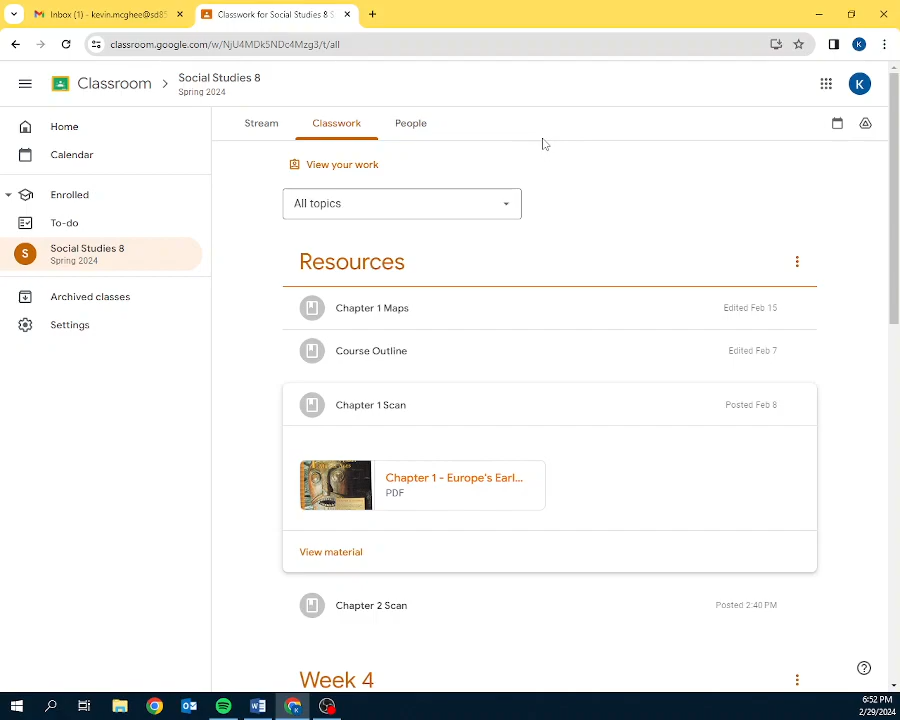 Inbox (1) - kevin.mcghee@sd85
Classwork for Social Studies 8 S
classroom.google.com/w/NjU4MDk5NDc4Mzg3/t/all
K
Classroom
Social Studies 8
Spring 2024
K
Home
Calendar
Enrolled
To-do
S
Social Studies 8
Spring 2024
Archived classes
Settings
Stream
Classwork
People
View your work
All topics
Resources
Chapter 1 Maps
Edited Feb 15
Course Outline
Edited Feb 7
Chapter 1 Scan
Posted Feb 8
Chapter 1 - Europe's Earl...
PDF
View material
Chapter 2 Scan
Posted 2:40 PM
Week 4
6:52 PM
2/29/2024